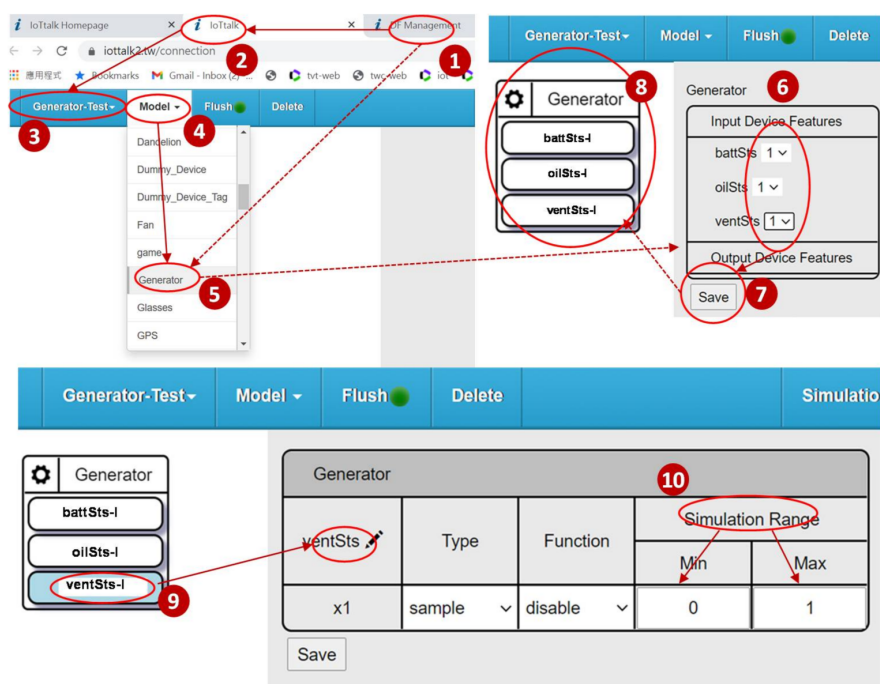 IoTtalk Homepage × IoTtalk × DF Management
iottalk2.tw/connection
應用程式 Bookmarks Gmail - Inbox (2) tvt-web twc-web
1
2
Generator-Test Model Flush Delete
3
4
Dandelion
Dummy_Device
Dummy_Device_Tag
Fan
game
Generator
5
Glasses
GPS
Generator-Test Model Flush Delete
Generator
8
battSts-I
oilSts-I
ventSts-I
Generator
6
Input Device Features
battSts 1
oilSts 1
ventSts 1
Output Device Features
Save
7
Generator-Test Model Flush Delete Simulatio
Generator
battSts-I
oilSts-I
ventSts-I
9
Generator
10
ventSts Type Function Simulation Range
Min Max
x1 sample disable 0 1
Save